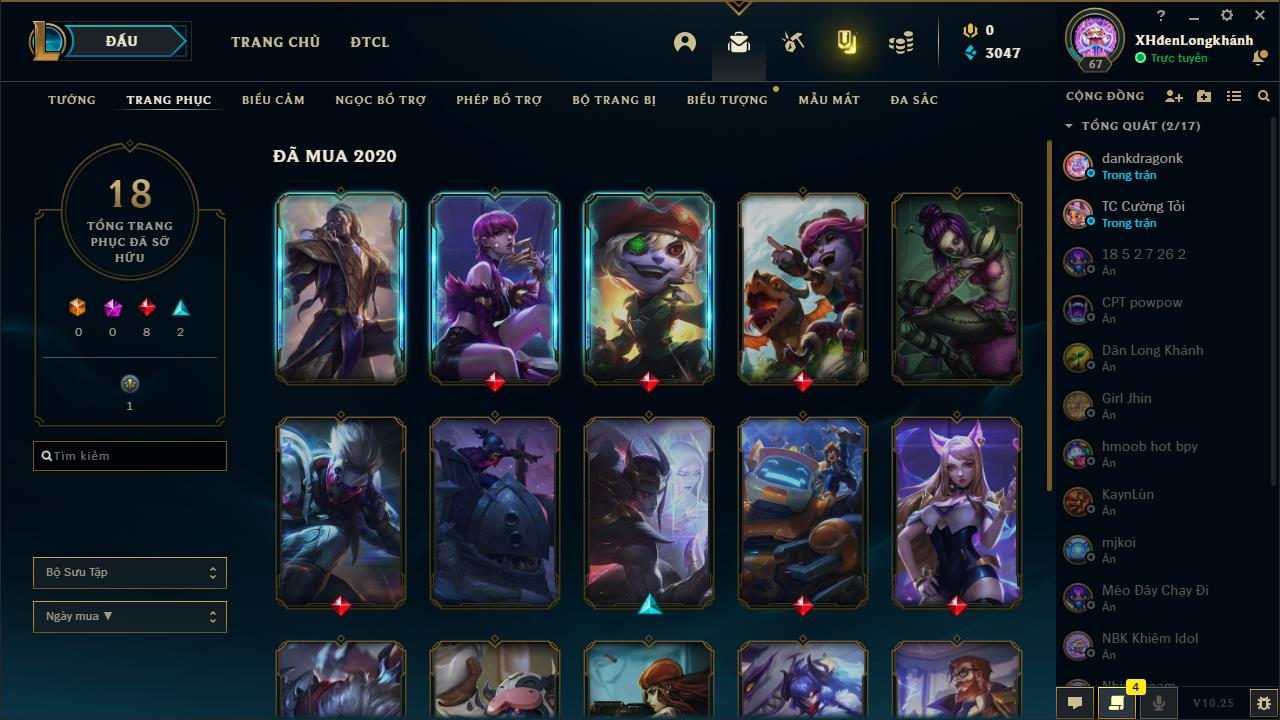 ĐẤU
TRANG CHỦ
ĐTCL
0
3047
?
XHdenLongkhánh
Trực tuyến
67
TƯỚNG
TRANG PHỤC
BIỂU CẢM
NGỌC BỔ TRỢ
PHÉP BỔ TRỢ
BỘ TRANG BỊ
BIỂU TƯỢNG
MẪU MẮT
ĐA SẮC
CỘNG ĐỒNG
TỔNG QUÁT (2/17)
18
TỔNG TRANG
PHỤC ĐÃ SỞ
HỮU
0
0
8
2
1
Tìm kiếm
Bộ Sưu Tập
Ngày mua ▼
ĐÃ MUA 2020
dankdragonk
Trong trận
TC Cường Tỏi
Trong trận
18 5 2 7 26 2
Ẩn
CPT powpow
Ẩn
Dân Long Khánh
Ẩn
Girl Jhin
Ẩn
hmoob hot bpy
Ẩn
KaynLùn
Ẩn
mjkoi
Ẩn
Mèo Đây Chạy Đi
Ẩn
NBK Khiêm Idol
Ẩn
4
V10.25